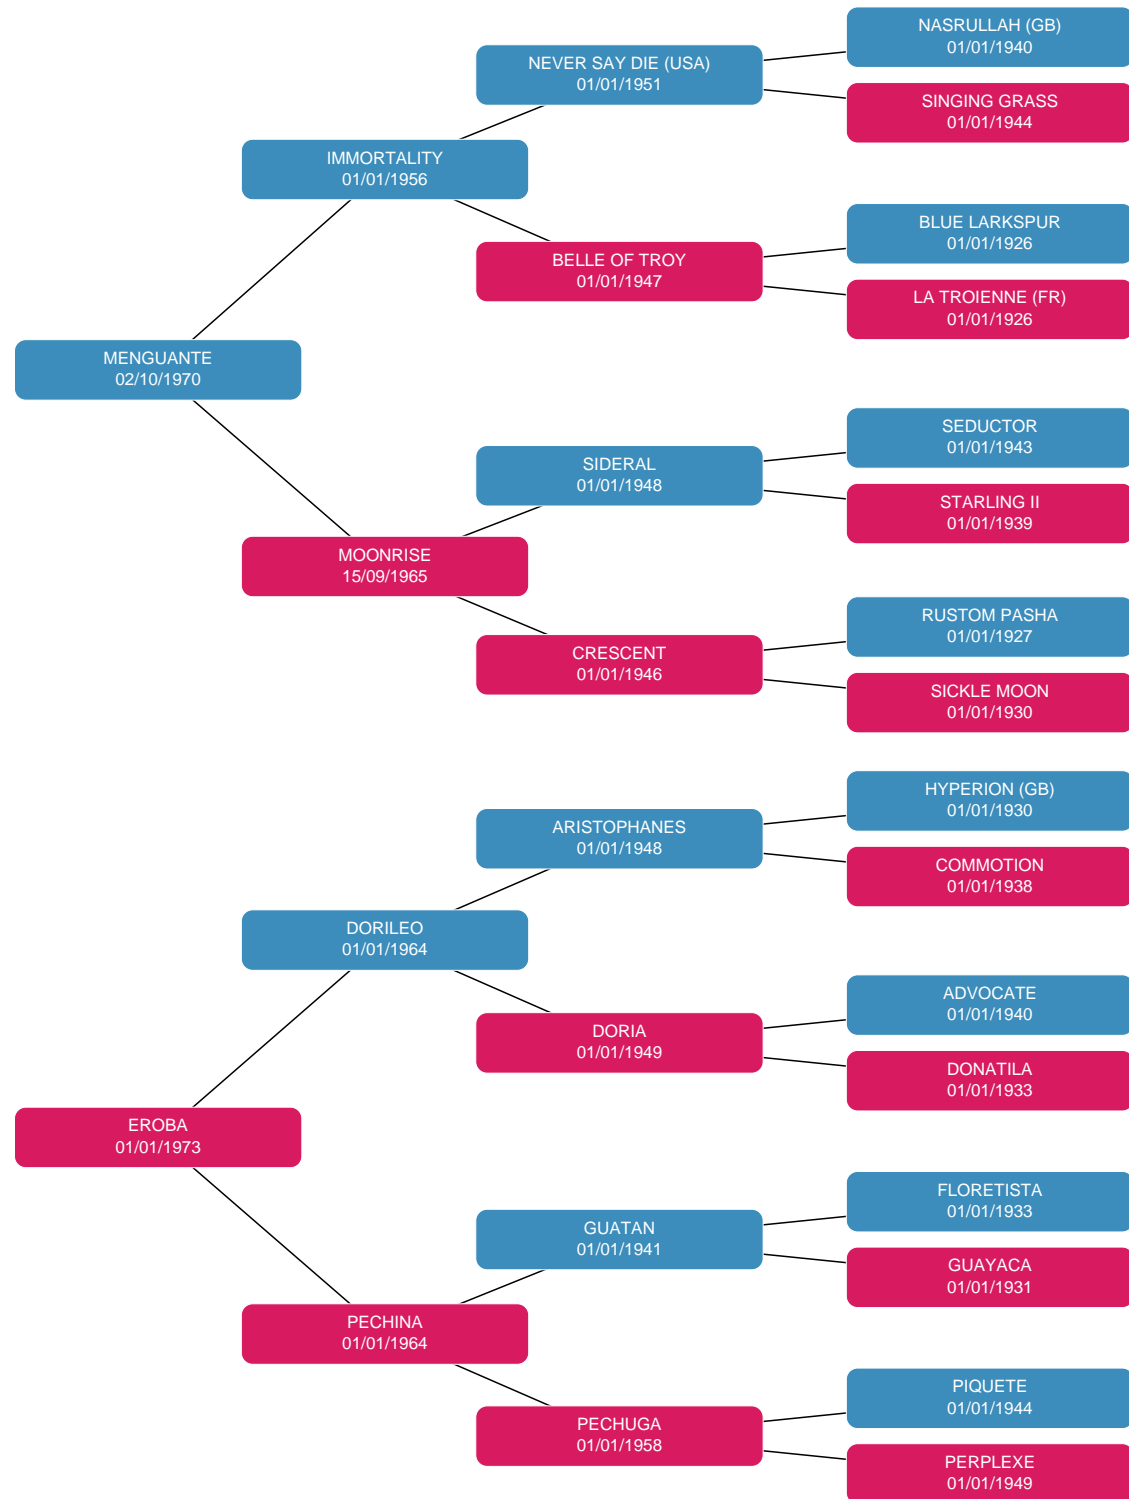 NASRULLAH (GB)
01/01/1940
NEVER SAY DIE (USA)
01/01/1951
SINGING GRASS
01/01/1944
IMMORTALITY
01/01/1956
BLUE LARKSPUR
01/01/1926
BELLE OF TROY
01/01/1947
LA TROIENNE (FR)
01/01/1926
MENGUANTE
02/10/1970
SEDUCTOR
01/01/1943
SIDERAL
01/01/1948
STARLING II
01/01/1939
MOONRISE
15/09/1965
RUSTOM PASHA
01/01/1927
CRESCENT
01/01/1946
SICKLE MOON
01/01/1930
HYPERION (GB)
01/01/1930
ARISTOPHANES
01/01/1948
COMMOTION
01/01/1938
DORILEO
01/01/1964
ADVOCATE
01/01/1940
DORIA
01/01/1949
DONATILA
01/01/1933
EROBA
01/01/1973
FLORETISTA
01/01/1933
GUATAN
01/01/1941
GUAYACA
01/01/1931
PECHINA
01/01/1964
PIQUETE
01/01/1944
PECHUGA
01/01/1958
PERPLEXE
01/01/1949